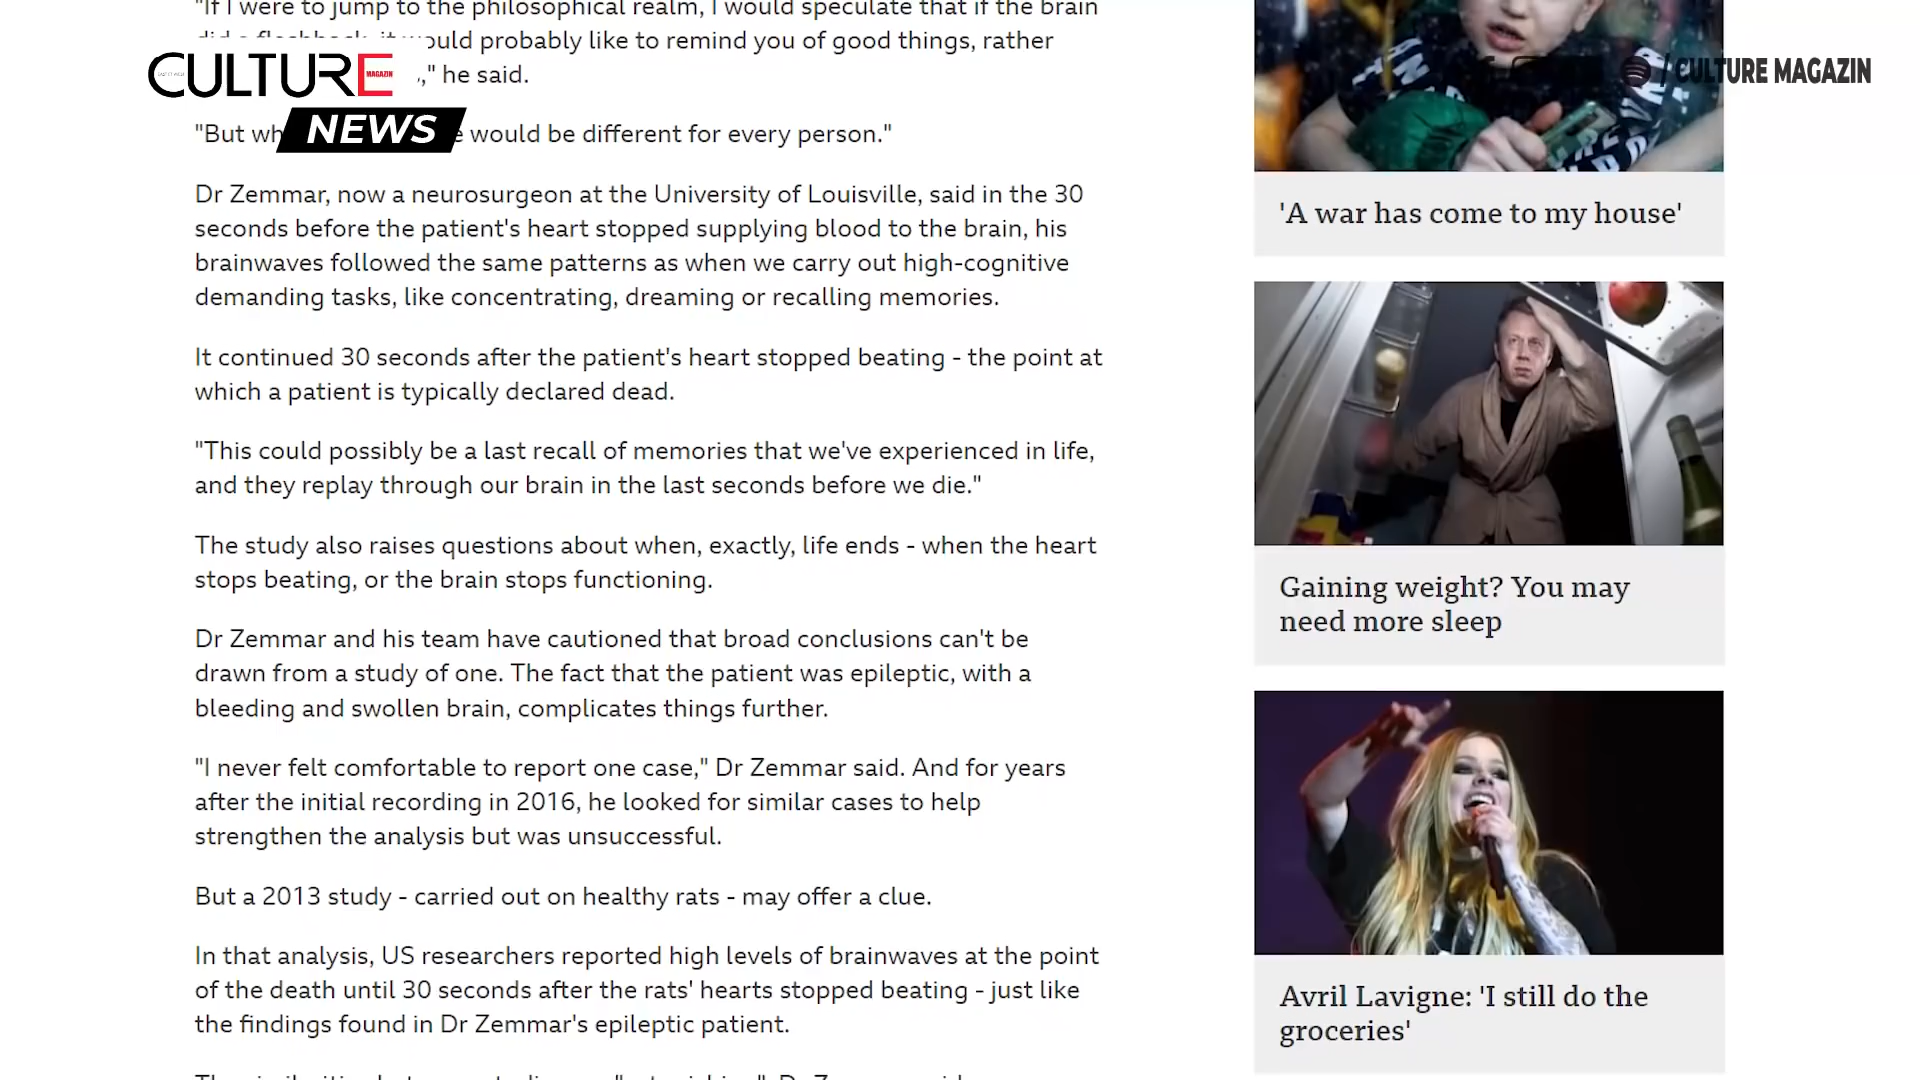 "If I were to jump to the philosophical realm, I would speculate that if the brain
did a flashback, it would probably like to remind you of good things, rather
," he said.
"But wh
would be different for every person."
Dr Zemmar, now a neurosurgeon at the University of Louisville, said in the 30
seconds before the patient's heart stopped supplying blood to the brain, his
brainwaves followed the same patterns as when we carry out high-cognitive
demanding tasks, like concentrating, dreaming or recalling memories.
It continued 30 seconds after the patient's heart stopped beating - the point at
which a patient is typically declared dead.
"This could possibly be a last recall of memories that we've experienced in life,
and they replay through our brain in the last seconds before we die."
The study also raises questions about when, exactly, life ends - when the heart
stops beating, or the brain stops functioning.
Dr Zemmar and his team have cautioned that broad conclusions can't be
drawn from a study of one. The fact that the patient was epileptic, with a
bleeding and swollen brain, complicates things further.
"I never felt comfortable to report one case," Dr Zemmar said. And for years
after the initial recording in 2016, he looked for similar cases to help
strengthen the analysis but was unsuccessful.
But a 2013 study - carried out on healthy rats - may offer a clue.
In that analysis, US researchers reported high levels of brainwaves at the point
of the death until 30 seconds after the rats' hearts stopped beating - just like
the findings found in Dr Zemmar's epileptic patient.
CULTURE
MAGAZIN
NEWS
/ CULTURE MAGAZIN
'A war has come to my house'
Gaining weight? You may
need more sleep
Avril Lavigne: 'I still do the
groceries'